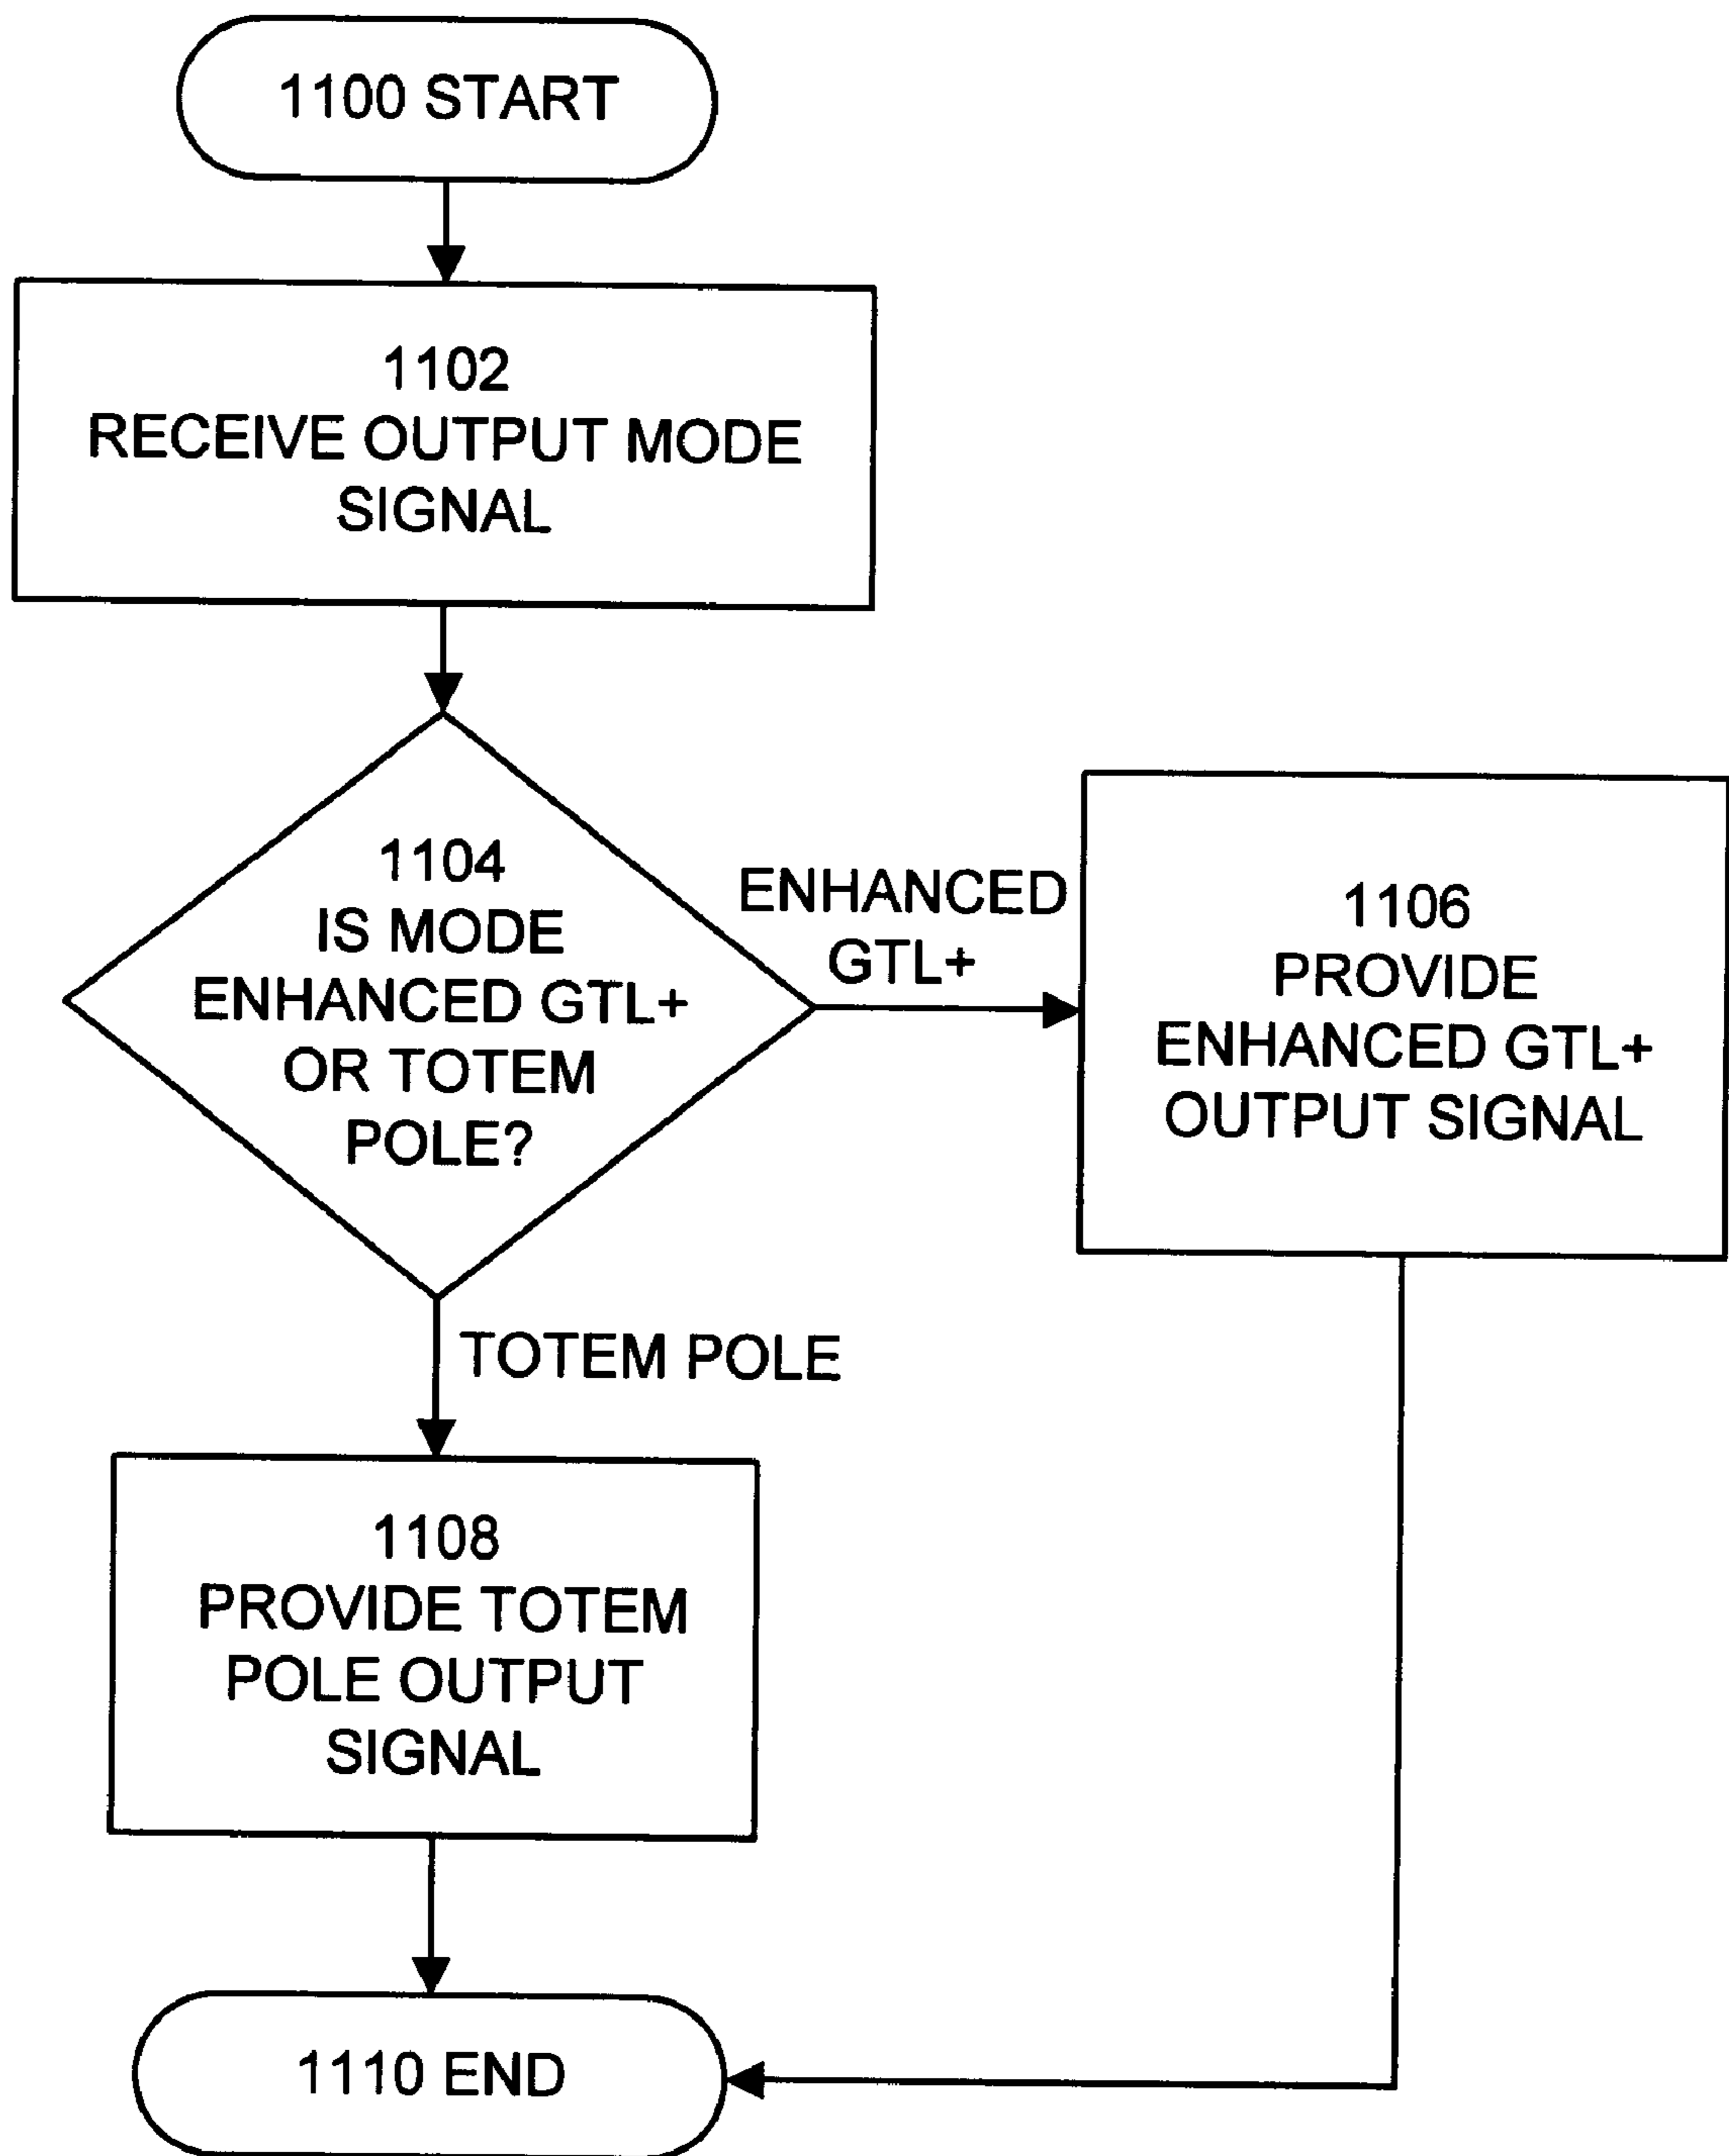 1100 START
1102
RECEIVE OUTPUT MODE
SIGNAL
1104
IS MODE
ENHANCED GTL+
OR TOTEM
POLE?
ENHANCED
GTL+
1106
PROVIDE
ENHANCED GTL+
OUTPUT SIGNAL
TOTEM POLE
1108
PROVIDE TOTEM
POLE OUTPUT
SIGNAL
1110 END